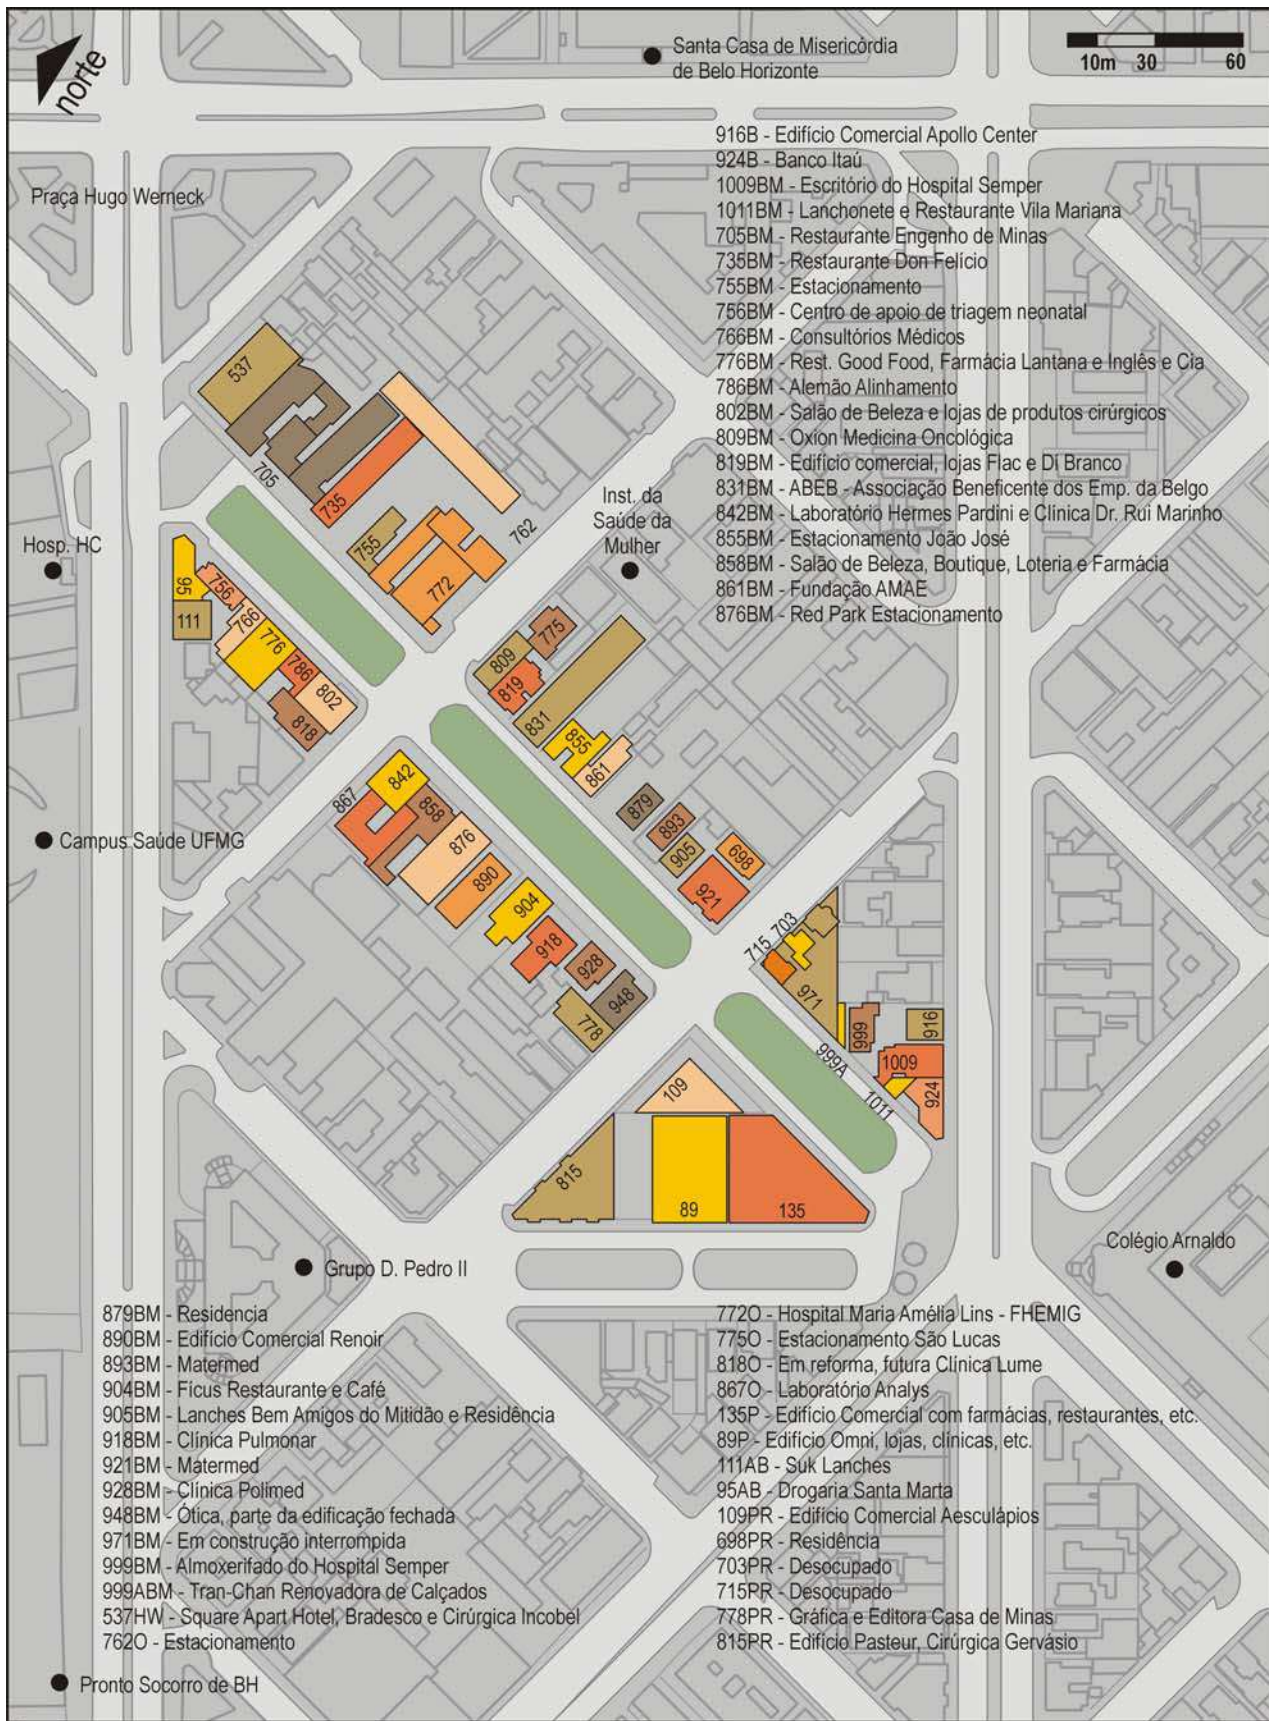 norte
Santa Casa de Misericórdia
de Belo Horizonte
10m 30 60
Praça Hugo Werneck
916B - Edifício Comercial Apollo Center
924B - Banco Itaú
1009BM - Escritório do Hospital Semper
1011BM - Lanchonete e Restaurante Vila Mariana
705BM - Restaurante Engenho de Minas
735BM - Restaurante Don Felício
755BM - Estacionamento
756BM - Centro de apoio de triagem neonatal
766BM - Consultórios Médicos
776BM - Rest. Good Food, Farmácia Lantana e Inglês e Cia
786BM - Alemão Alinhamento
802BM - Salão de Beleza e lojas de produtos cirúrgicos
809BM - Oxion Medicina Oncológica
819BM - Edifício comercial, lojas Flac e Di Branco
831BM - ABEB - Associação Beneficente dos Emp. da Belgo
842BM - Laboratório Hermes Pardini e Clínica Dr. Rui Marinho
855BM - Estacionamento João José
858BM - Salão de Beleza, Boutique, Loteria e Farmácia
861BM - Fundação AMAE
876BM - Red Park Estacionamento
537
705
735
755
762
772
Inst. da
Saúde da
Mulher
Hosp. HC
95
111
756
766
776
786
802
818
775
809
819
831
855
861
879
893
905
921
698
Campus Saúde UFMG
867
842
858
876
890
904
918
928
948
778
715
703
971
999A
999
916
1009
1011
924
109
815
89
135
Grupo D. Pedro II
Colégio Arnaldo
879BM - Residencia
890BM - Edifício Comercial Renoir
893BM - Matermed
904BM - Fícus Restaurante e Café
905BM - Lanches Bem Amigos do Mitidão e Residência
918BM - Clínica Pulmonar
921BM - Matermed
928BM - Clínica Polimed
948BM - Ótica, parte da edificação fechada
971BM - Em construção interrompida
999BM - Almoxerifado do Hospital Semper
999ABM - Tran-Chan Renovadora de Calçados
537HW - Square Apart Hotel, Bradesco e Cirúrgica Incobel
762O - Estacionamento
772O - Hospital Maria Amélia Lins - FHEMIG
775O - Estacionamento São Lucas
818O - Em reforma, futura Clínica Lume
867O - Laboratório Analys
135P - Edifício Comercial com farmácias, restaurantes, etc.
89P - Edifício Omni, lojas, clínicas, etc.
111AB - Suk Lanches
95AB - Drogaria Santa Marta
109PR - Edifício Comercial Aesculápios
698PR - Residência
703PR - Desocupado
715PR - Desocupado
778PR - Gráfica e Editora Casa de Minas
815PR - Edifício Pasteur, Cirúrgica Gervásio
Pronto Socorro de BH